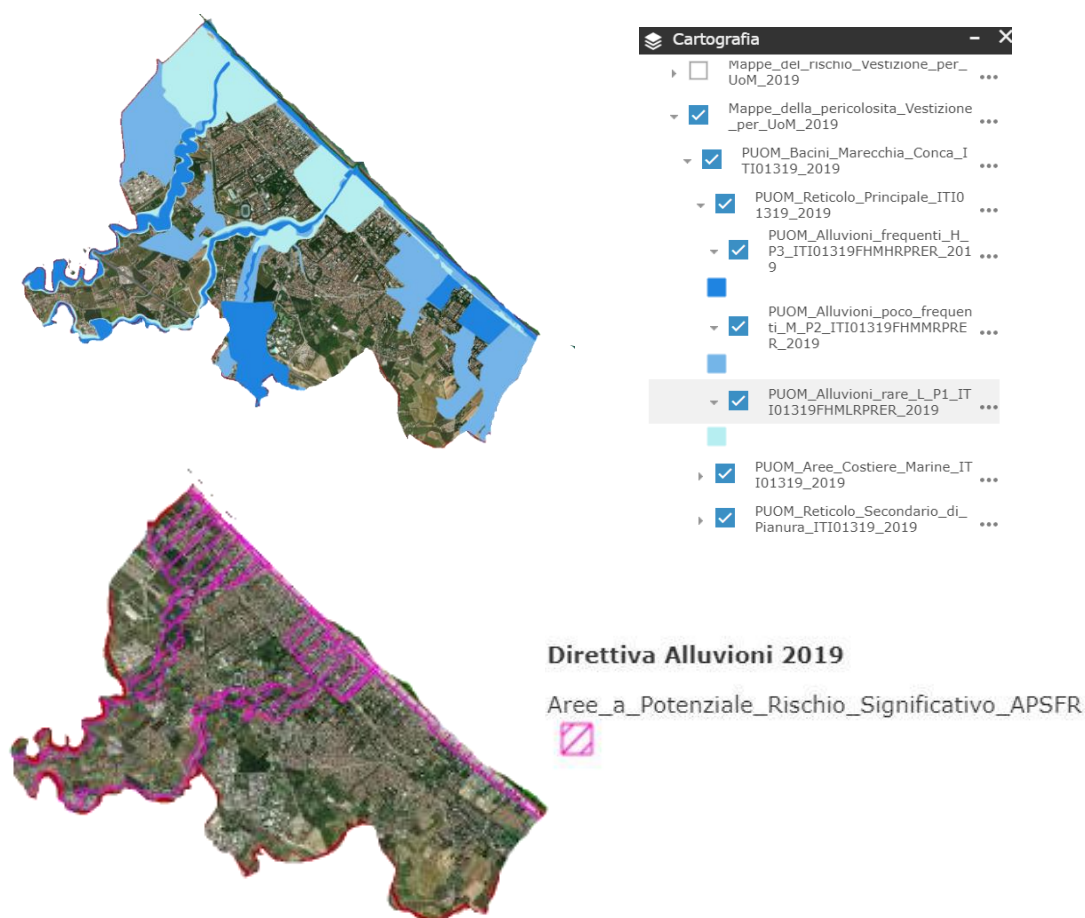 Cartografia
Mappe_del_rischio_Vestizione_per_
UoM_2019
Mappe_della_pericolosita_Vestizione
_per_UoM_2019
PUOM_Bacini_Marecchia_Conca_I
TI01319_2019
PUOM_Reticolo_Principale_ITI0
1319_2019
PUOM_Alluvioni_frequenti_H_
P3_ITI01319FHMHRPRER_201
9
PUOM_Alluvioni_poco_frequen
ti_M_P2_ITI01319FHMMRPRE
R_2019
PUOM_Alluvioni_rare_L_P1_IT
I01319FHMLRPRER_2019
PUOM_Aree_Costiere_Marine_IT
I01319_2019
PUOM_Reticolo_Secondario_di_
Pianura_ITI01319_2019
Direttiva Alluvioni 2019
Aree_a_Potenziale_Rischio_Significativo_APSFR